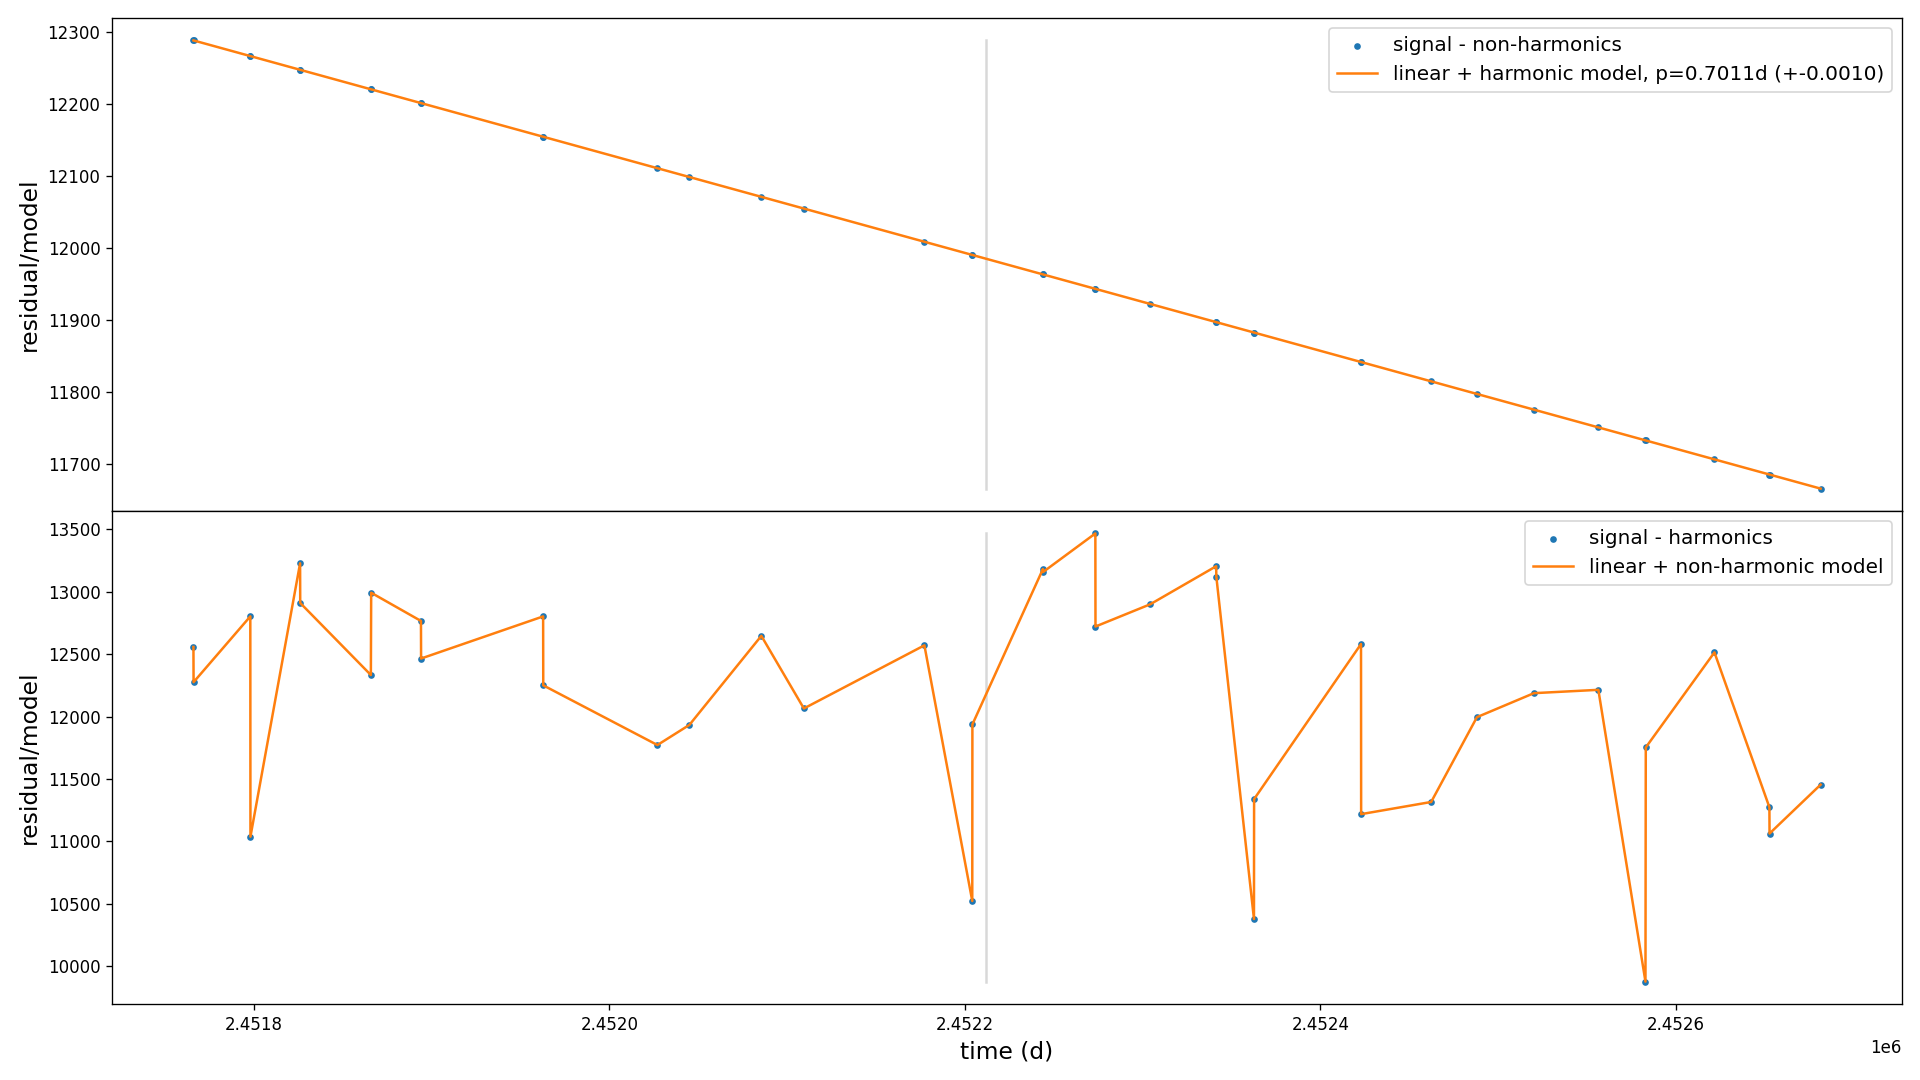 12300
12200
12100
12000
11900
11800
11700
residual/model
signal - non-harmonics
linear + harmonic model, p=0.7011d (+-0.0010)
13500
13000
12500
12000
11500
11000
10500
10000
residual/model
signal - harmonics
linear + non-harmonic model
2.4518
2.4520
2.4522
2.4524
2.4526
1e6
time (d)